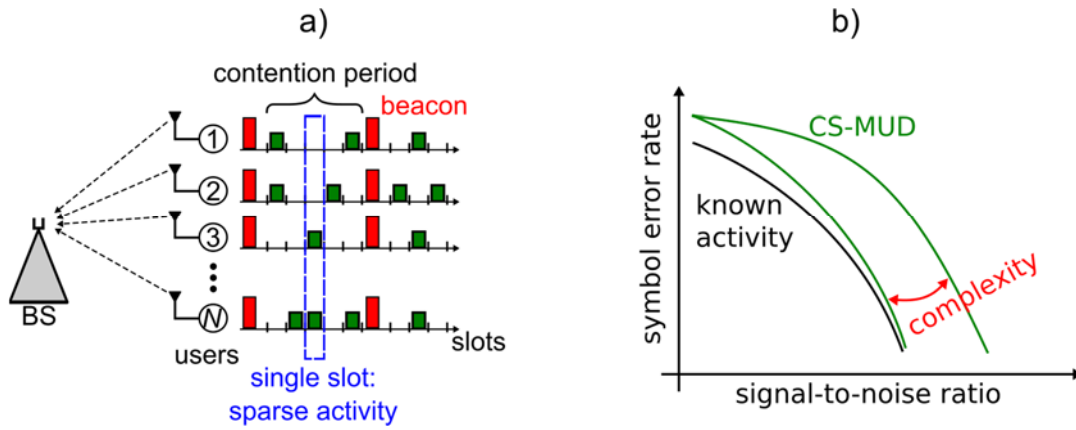 a)
contention period
beacon
1
2
3
N
BS
users
slots
single slot:
sparse activity
b)
CS-MUD
known
activity
complexity
symbol error rate
signal-to-noise ratio